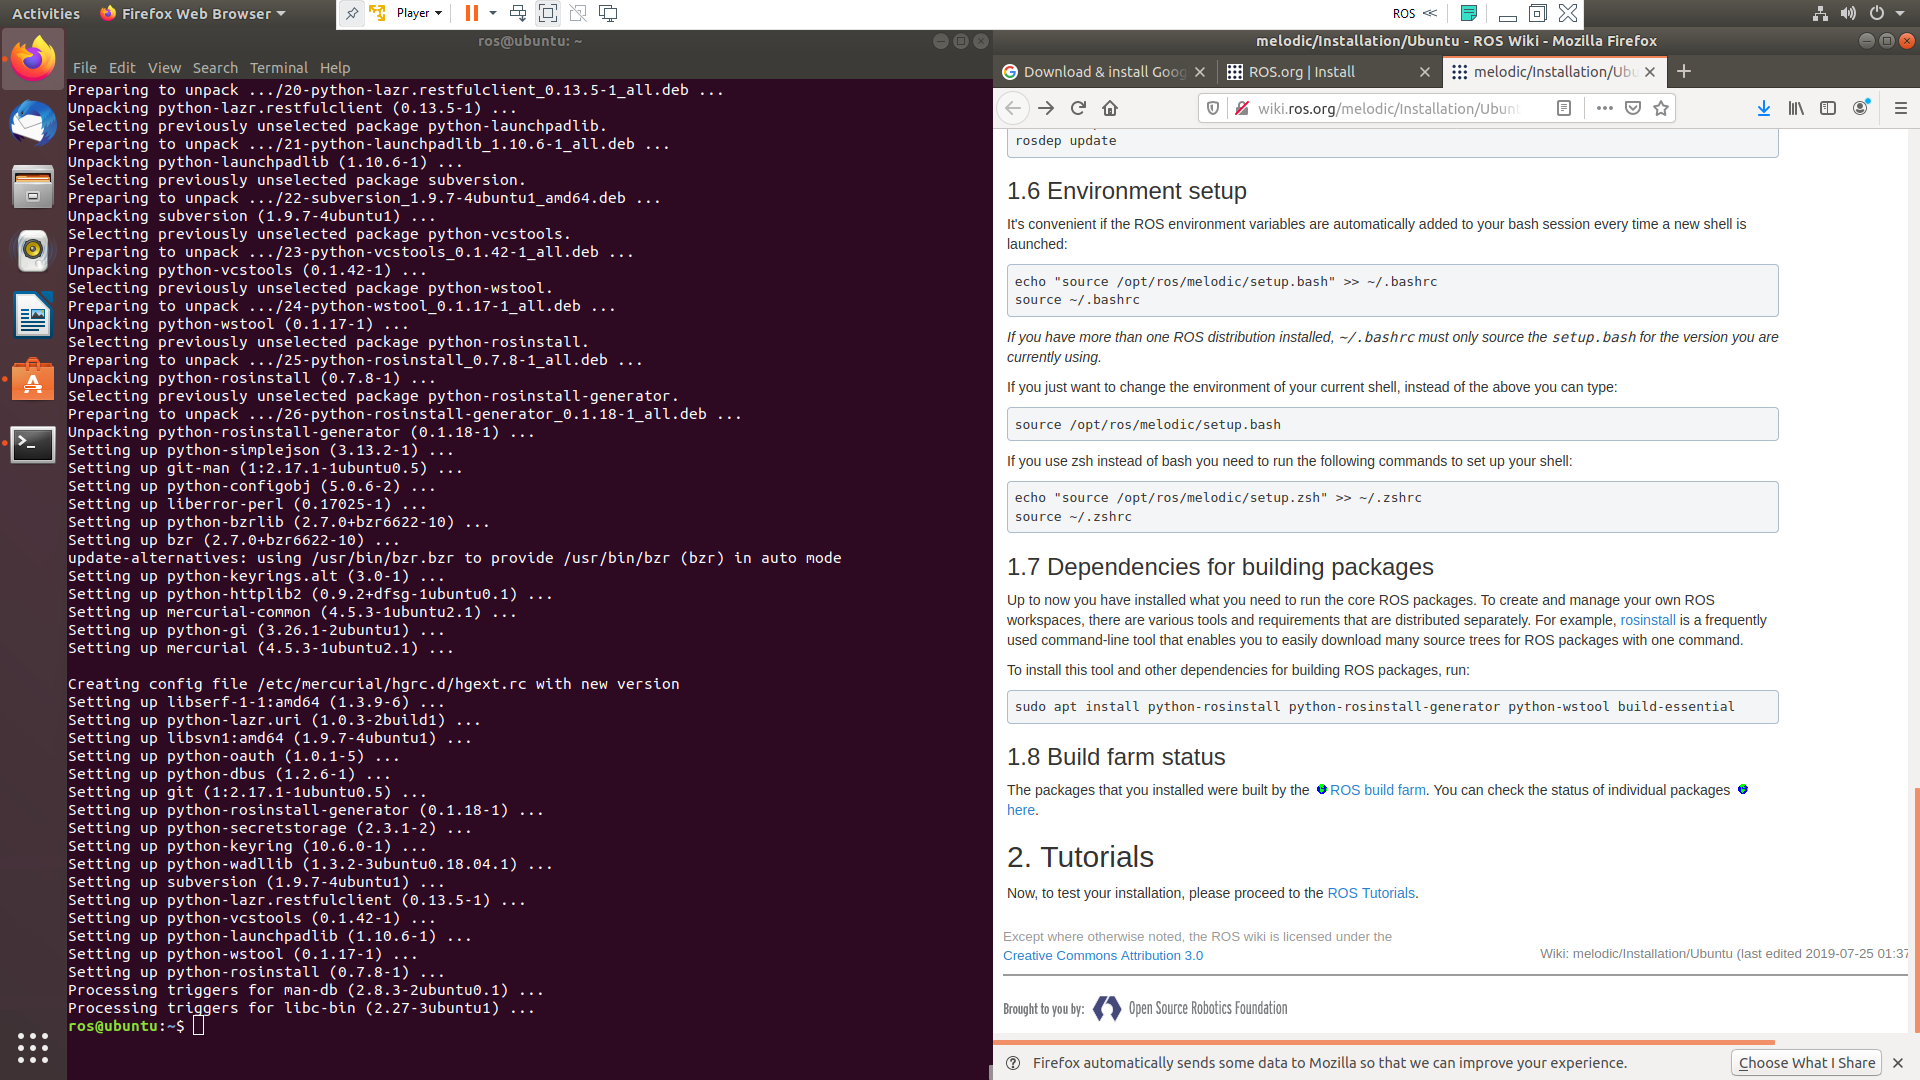 Activities
Firefox Web Browser
Player
ROS
ros@ubuntu: ~
File Edit View Search Terminal Help
Preparing to unpack .../20-python-lazr.restfulclient_0.13.5-1_all.deb ...
Unpacking python-lazr.restfulclient (0.13.5-1) ...
Selecting previously unselected package python-launchpadlib.
Preparing to unpack .../21-python-launchpadlib_1.10.6-1_all.deb ...
Unpacking python-launchpadlib (1.10.6-1) ...
Selecting previously unselected package subversion.
Preparing to unpack .../22-subversion_1.9.7-4ubuntu1_amd64.deb ...
Unpacking subversion (1.9.7-4ubuntu1) ...
Selecting previously unselected package python-vcstools.
Preparing to unpack .../23-python-vcstools_0.1.42-1_all.deb ...
Unpacking python-vcstools (0.1.42-1) ...
Selecting previously unselected package python-wstool.
Preparing to unpack .../24-python-wstool_0.1.17-1_all.deb ...
Unpacking python-wstool (0.1.17-1) ...
Selecting previously unselected package python-rosinstall.
Preparing to unpack .../25-python-rosinstall_0.7.8-1_all.deb ...
Unpacking python-rosinstall (0.7.8-1) ...
Selecting previously unselected package python-rosinstall-generator.
Preparing to unpack .../26-python-rosinstall-generator_0.1.18-1_all.deb ...
Unpacking python-rosinstall-generator (0.1.18-1) ...
Setting up python-simplejson (3.13.2-1) ...
Setting up git-man (1:2.17.1-1ubuntu0.5) ...
Setting up python-configobj (5.0.6-2) ...
Setting up liberror-perl (0.17025-1) ...
Setting up python-bzrlib (2.7.0+bzr6622-10) ...
Setting up bzr (2.7.0+bzr6622-10) ...
update-alternatives: using /usr/bin/bzr.bzr to provide /usr/bin/bzr (bzr) in auto mode
Setting up python-keyrings.alt (3.0-1) ...
Setting up python-httplib2 (0.9.2+dfsg-1ubuntu0.1) ...
Setting up mercurial-common (4.5.3-1ubuntu2.1) ...
Setting up python-gi (3.26.1-2ubuntu1) ...
Setting up mercurial (4.5.3-1ubuntu2.1) ...
Creating config file /etc/mercurial/hgrc.d/hgext.rc with new version
Setting up libserf-1-1:amd64 (1.3.9-6) ...
Setting up python-lazr.uri (1.0.3-2build1) ...
Setting up libsvn1:amd64 (1.9.7-4ubuntu1) ...
Setting up python-oauth (1.0.1-5) ...
Setting up python-dbus (1.2.6-1) ...
Setting up git (1:2.17.1-1ubuntu0.5) ...
Setting up python-rosinstall-generator (0.1.18-1) ...
Setting up python-secretstorage (2.3.1-2) ...
Setting up python-keyring (10.6.0-1) ...
Setting up python-wadllib (1.3.2-3ubuntu0.18.04.1) ...
Setting up subversion (1.9.7-4ubuntu1) ...
Setting up python-lazr.restfulclient (0.13.5-1) ...
Setting up python-vcstools (0.1.42-1) ...
Setting up python-launchpadlib (1.10.6-1) ...
Setting up python-wstool (0.1.17-1) ...
Setting up python-rosinstall (0.7.8-1) ...
Processing triggers for man-db (2.8.3-2ubuntu0.1) ...
Processing triggers for libc-bin (2.27-3ubuntu1) ...
ros@ubuntu:~$
melodic/Installation/Ubuntu - ROS Wiki - Mozilla Firefox
Download & install Goog
ROS.org | Install
melodic/Installation/Ubu
wiki.ros.org/melodic/Installation/Ubunt
rosdep update
1.6 Environment setup
It's convenient if the ROS environment variables are automatically added to your bash session every time a new shell is
launched:
echo "source /opt/ros/melodic/setup.bash" >> ~/.bashrc
source ~/.bashrc
If you have more than one ROS distribution installed, ~/.bashrc must only source the setup.bash for the version you are
currently using.
If you just want to change the environment of your current shell, instead of the above you can type:
source /opt/ros/melodic/setup.bash
If you use zsh instead of bash you need to run the following commands to set up your shell:
echo "source /opt/ros/melodic/setup.zsh" >> ~/.zshrc
source ~/.zshrc
1.7 Dependencies for building packages
Up to now you have installed what you need to run the core ROS packages. To create and manage your own ROS
workspaces, there are various tools and requirements that are distributed separately. For example, rosinstall is a frequently
used command-line tool that enables you to easily download many source trees for ROS packages with one command.
To install this tool and other dependencies for building ROS packages, run:
sudo apt install python-rosinstall python-rosinstall-generator python-wstool build-essential
1.8 Build farm status
The packages that you installed were built by the ROS build farm. You can check the status of individual packages
here.
2. Tutorials
Now, to test your installation, please proceed to the ROS Tutorials.
Except where otherwise noted, the ROS wiki is licensed under the
Creative Commons Attribution 3.0
Wiki: melodic/Installation/Ubuntu (last edited 2019-07-25 01:37
Brought to you by: Open Source Robotics Foundation
Firefox automatically sends some data to Mozilla so that we can improve your experience.
Choose What I Share